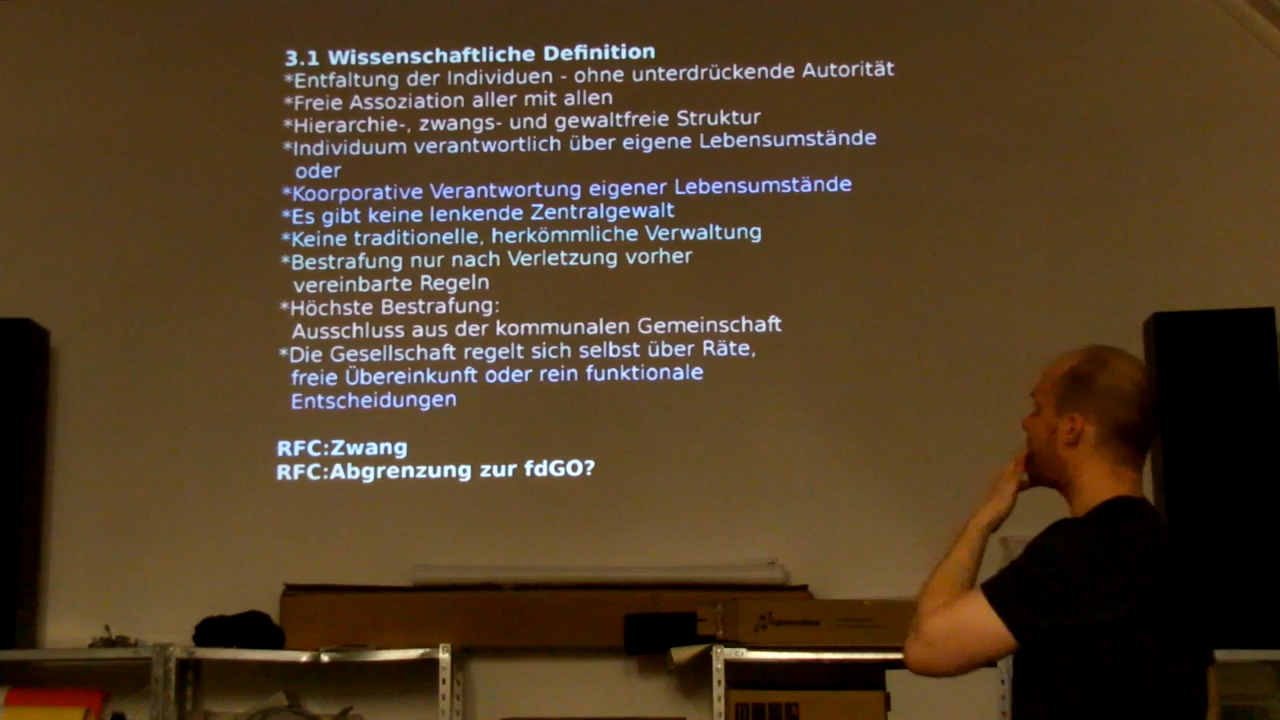 3.1 Wissenschaftliche Definition
*Entfaltung der Individuen - ohne unterdrückende Autorität
*Freie Assoziation aller mit allen
*Hierarchie-, zwangs- und gewaltfreie Struktur
*Individuum verantwortlich über eigene Lebensumstände
oder
*Koorporative Verantwortung eigener Lebensumstände
*Es gibt keine lenkende Zentralgewalt
*Keine traditionelle, herkömmliche Verwaltung
*Bestrafung nur nach Verletzung vorher
vereinbarte Regeln
*Höchste Bestrafung:
Ausschluss aus der kommunalen Gemeinschaft
*Die Gesellschaft regelt sich selbst über Räte,
freie Übereinkunft oder rein funktionale
Entscheidungen
RFC:Zwang
RFC:Abgrenzung zur fdGO?